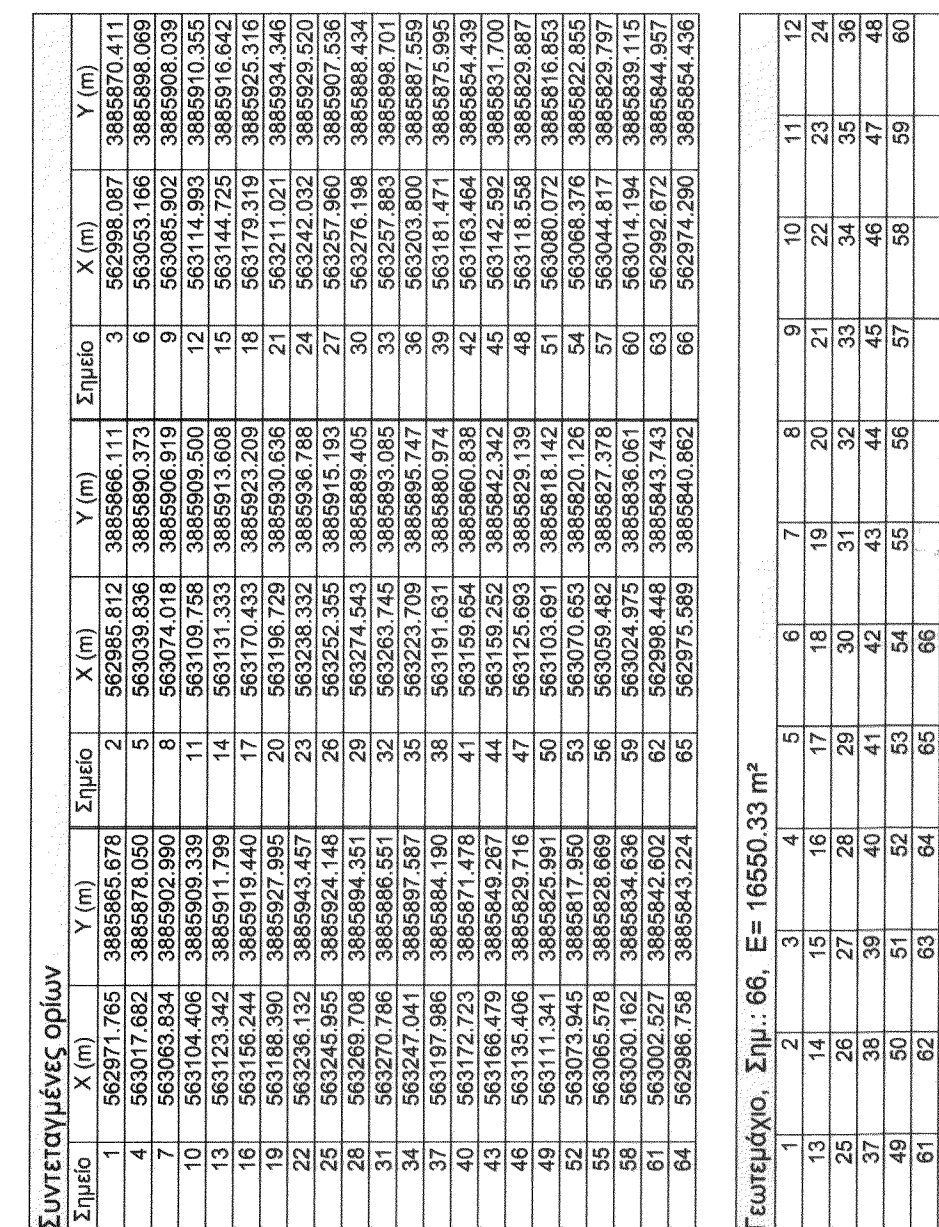 Συντεταγμένες ορίων
Σημείο X (m) Y (m) Σημείο X (m) Y (m) Σημείο X (m) Y (m)
1 562971.765 3885865.678 2 562985.812 3885866.111 3 562998.087 3885870.411
4 563017.682 3885878.050 5 563039.836 3885890.373 6 563053.166 3885898.069
7 563063.834 3885902.990 8 563074.018 3885906.919 9 563085.902 3885908.039
10 563104.406 3885909.339 11 563109.758 3885909.500 12 563114.993 3885910.355
13 563123.342 3885911.799 14 563131.333 3885913.608 15 563144.725 3885916.642
16 563156.244 3885919.440 17 563170.433 3885923.209 18 563179.319 3885925.316
19 563188.390 3885927.995 20 563196.729 3885930.636 21 563211.021 3885934.346
22 563236.132 3885943.457 23 563238.332 3885936.788 24 563242.032 3885929.520
25 563245.955 3885924.148 26 563252.355 3885915.193 27 563257.960 3885907.536
28 563269.708 3885894.351 29 563274.543 3885889.405 30 563276.198 3885888.434
31 563270.786 3885886.551 32 563263.745 3885893.085 33 563257.883 3885898.701
34 563247.041 3885897.587 35 563223.709 3885895.747 36 563203.800 3885887.559
37 563197.986 3885884.190 38 563191.631 3885880.974 39 563181.471 3885875.995
40 563172.723 3885871.478 41 563159.654 3885860.838 42 563163.464 3885854.439
43 563166.479 3885849.267 44 563159.252 3885842.342 45 563142.592 3885831.700
46 563135.406 3885829.716 47 563125.693 3885829.139 48 563118.558 3885829.887
49 563111.341 3885825.991 50 563103.691 3885818.142 51 563080.072 3885816.853
52 563073.945 3885817.950 53 563070.653 3885820.126 54 563068.376 3885822.855
55 563065.578 3885828.669 56 563059.482 3885827.378 57 563044.817 3885829.797
58 563030.162 3885834.636 59 563024.975 3885836.061 60 563014.194 3885839.115
61 563002.527 3885842.602 62 562998.448 3885843.743 63 562992.672 3885844.957
64 562986.758 3885843.224 65 562975.589 3885840.862 66 562974.290 3885854.436
Γεωτεμάχιο, Σημ.: 66, Ε= 16550.33 m²
1 2 3 4 5 6 7 8 9 10 11 12
13 14 15 16 17 18 19 20 21 22 23 24
25 26 27 28 29 30 31 32 33 34 35 36
37 38 39 40 41 42 43 44 45 46 47 48
49 50 51 52 53 54 55 56 57 58 59 60
61 62 63 64 65 66